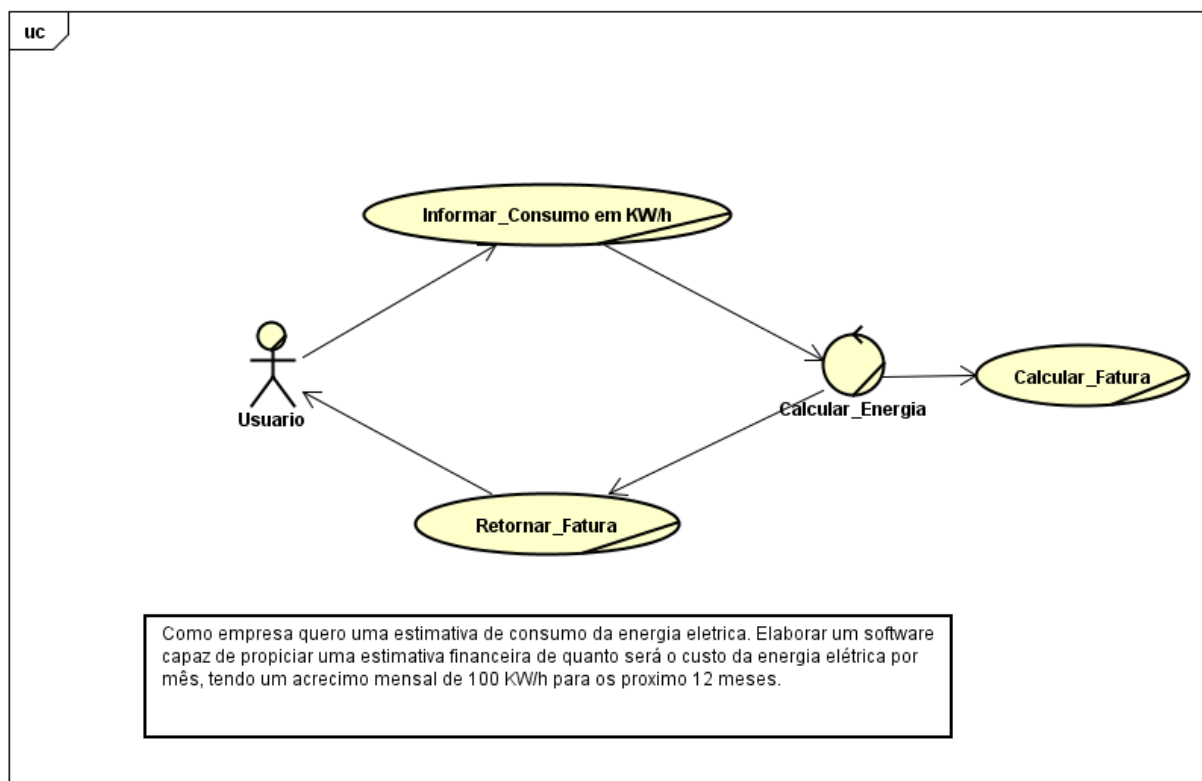 uc
Informar_Consumo em KW/h
Usuario
Calcular_Energia
Calcular_Fatura
Retornar_Fatura
Como empresa quero uma estimativa de consumo da energia eletrica. Elaborar um software
capaz de propiciar uma estimativa financeira de quanto será o custo da energia elétrica por
mês, tendo um acrecimo mensal de 100 KW/h para os proximo 12 meses.